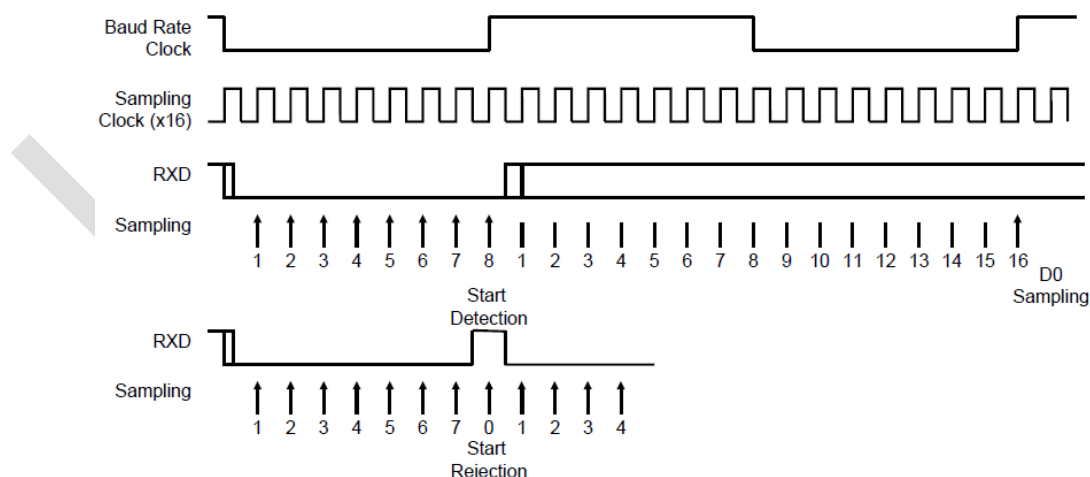 Baud Rate
Clock
Sampling
Clock (x16)
RXD
Sampling
1 2 3 4 5 6 7 8 1 2 3 4 5 6 7 8 9 10 11 12 13 14 15 16
Start
Detection
D0
Sampling
RXD
Sampling
1 2 3 4 5 6 7 0 1 2 3 4
Start
Rejection